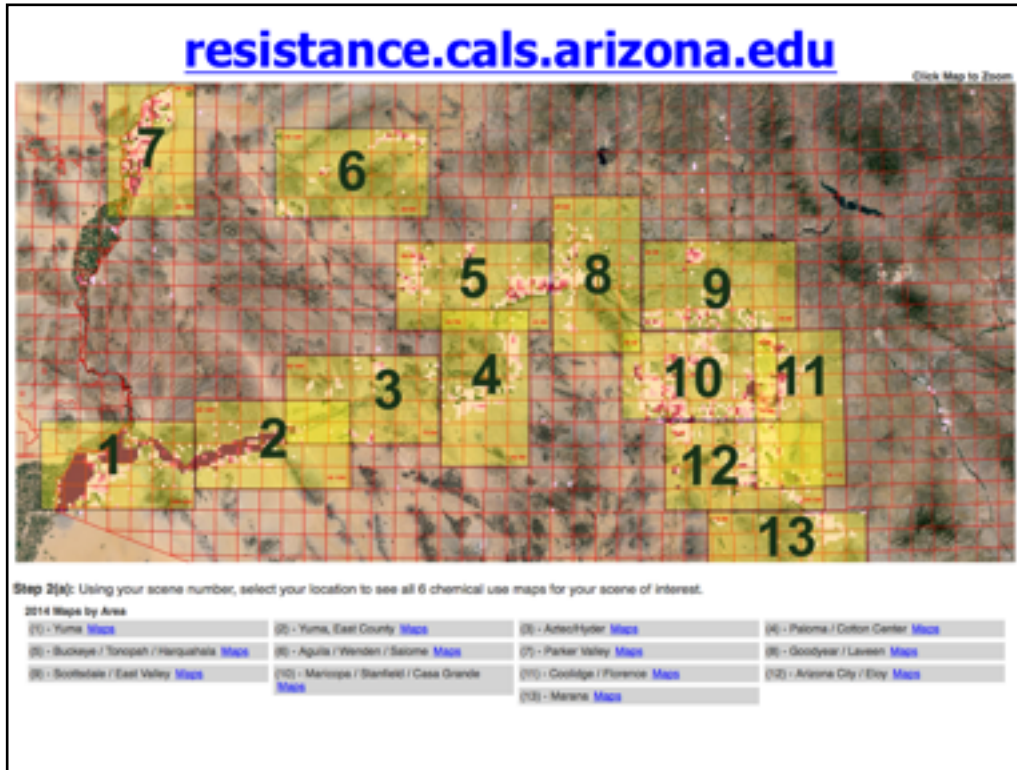 resistance.cals.arizona.edu
Click Map to Zoom
7
6
5
8
9
3
4
10
11
1
2
12
13
Step 2(a): Using your scene number, select your location to see all 6 chemical use maps for your scene of interest.
2014 Maps by Area
(1) - Yuma Maps
(2) - Yuma, East County Maps
(3) - Aztec/Hyder Maps
(4) - Paloma / Cotton Center Maps
(5) - Buckeye / Tonopah / Harquahala Maps
(6) - Aguila / Wenden / Salome Maps
(7) - Parker Valley Maps
(8) - Goodyear / Laveen Maps
(9) - Scottsdale / East Valley Maps
(10) - Maricopa / Stanfield / Casa Grande
Maps
(11) - Coolidge / Florence Maps
(12) - Arizona City / Eloy Maps
(13) - Marana Maps